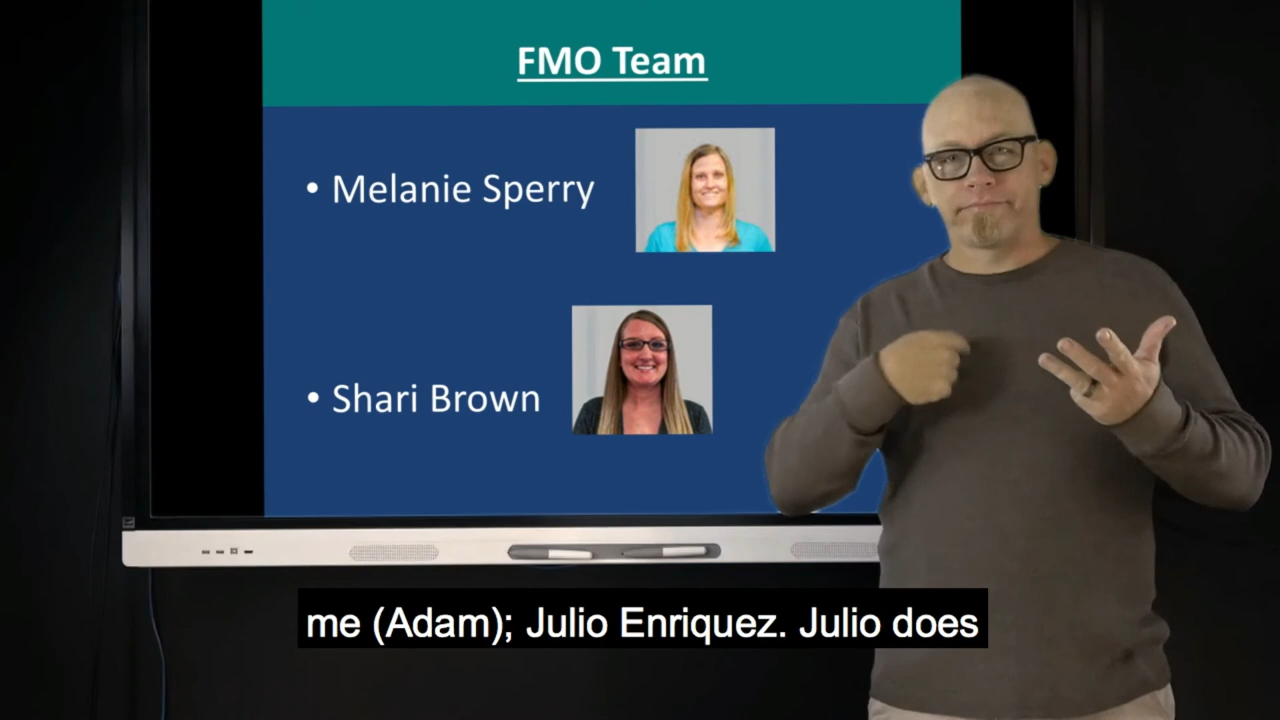 FMO Team
• Melanie Sperry
• Shari Brown
me (Adam); Julio Enriquez. Julio does